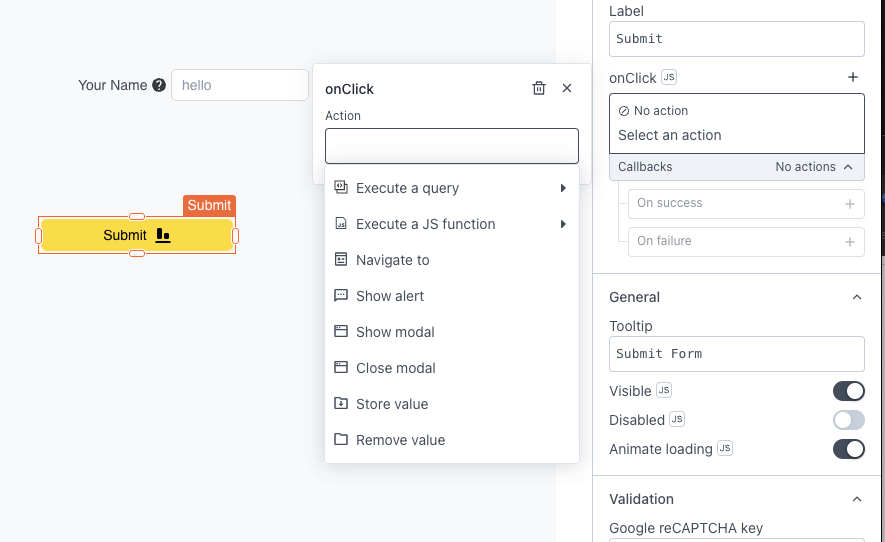 Your Name ?
hello
Submit
Submit
onClick
Action
Execute a query
JS
Execute a JS function
Navigate to
Show alert
Show modal
Close modal
Store value
Remove value
Label
Submit
onClick JS
No action
Select an action
Callbacks No actions
On success
On failure
General
Tooltip
Submit Form
Visible JS
Disabled JS
Animate loading JS
Validation
Google reCAPTCHA key